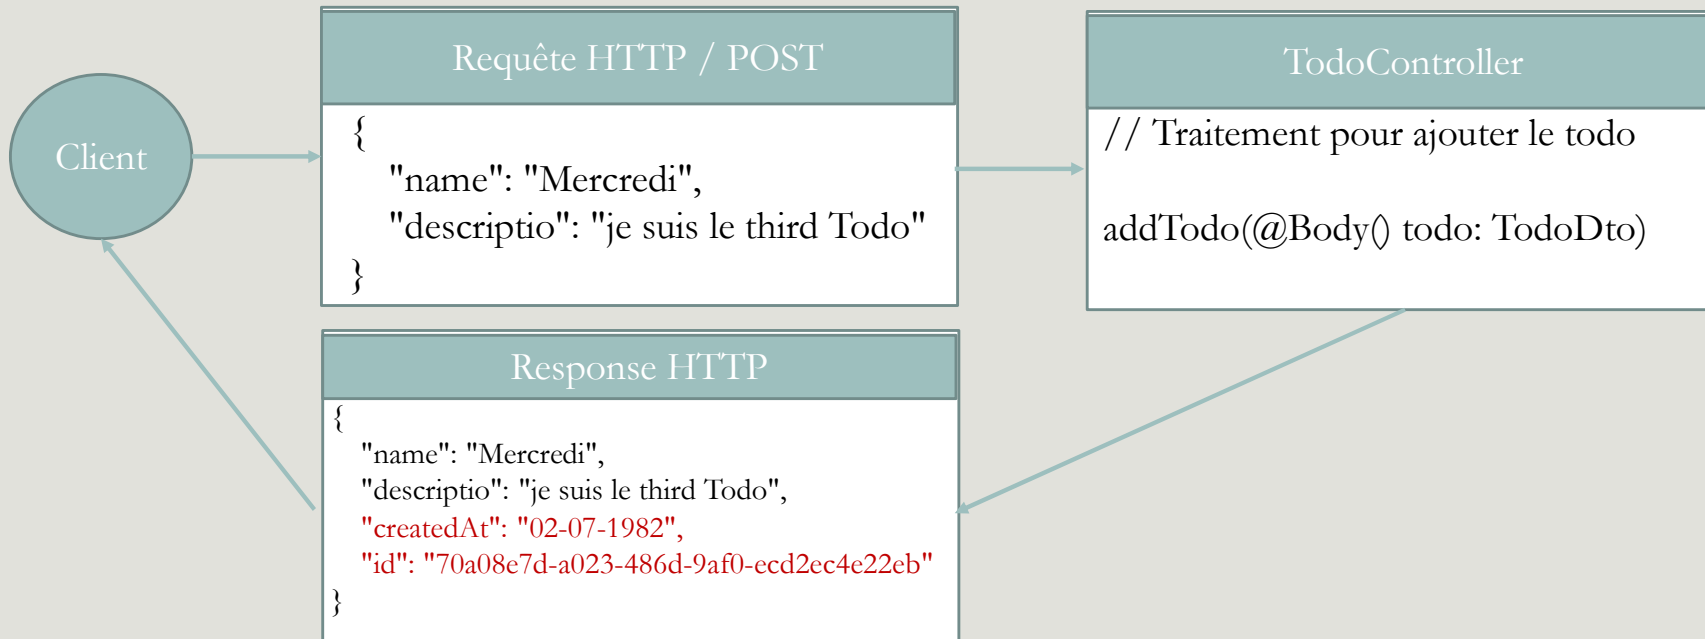 Client
Requête HTTP / POST
{
"name": "Mercredi",
"descriptio": "je suis le third Todo"
}
TodoController
// Traitement pour ajouter le todo
addTodo(@Body() todo: TodoDto)
Response HTTP
{
"name": "Mercredi",
"descriptio": "je suis le third Todo",
"createdAt": "02-07-1982",
"id": "70a08e7d-a023-486d-9af0-ecd2ec4e22eb"
}